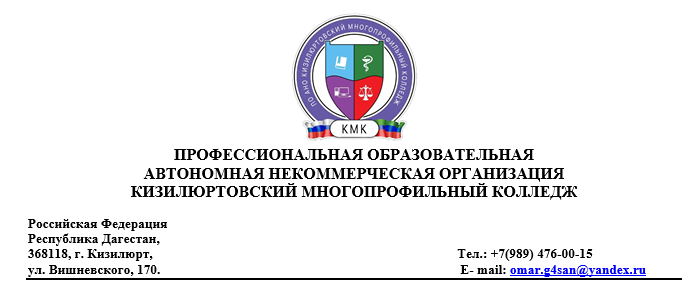 ПО АНО КИЗИЛЮРТОВСКИЙ МНОГОПРОФИЛЬНЫЙ КОЛЛЕДЖ
КМК
ПРОФЕССИОНАЛЬНАЯ ОБРАЗОВАТЕЛЬНАЯ
АВТОНОМНАЯ НЕКОММЕРЧЕСКАЯ ОРГАНИЗАЦИЯ
КИЗИЛЮРТОВСКИЙ МНОГОПРОФИЛЬНЫЙ КОЛЛЕДЖ
Российская Федерация
Республика Дагестан,
368118, г. Кизилюрт, Тел.: +7(989) 476-00-15
ул. Вишневского, 170. E- mail: omar.g4san@yandex.ru